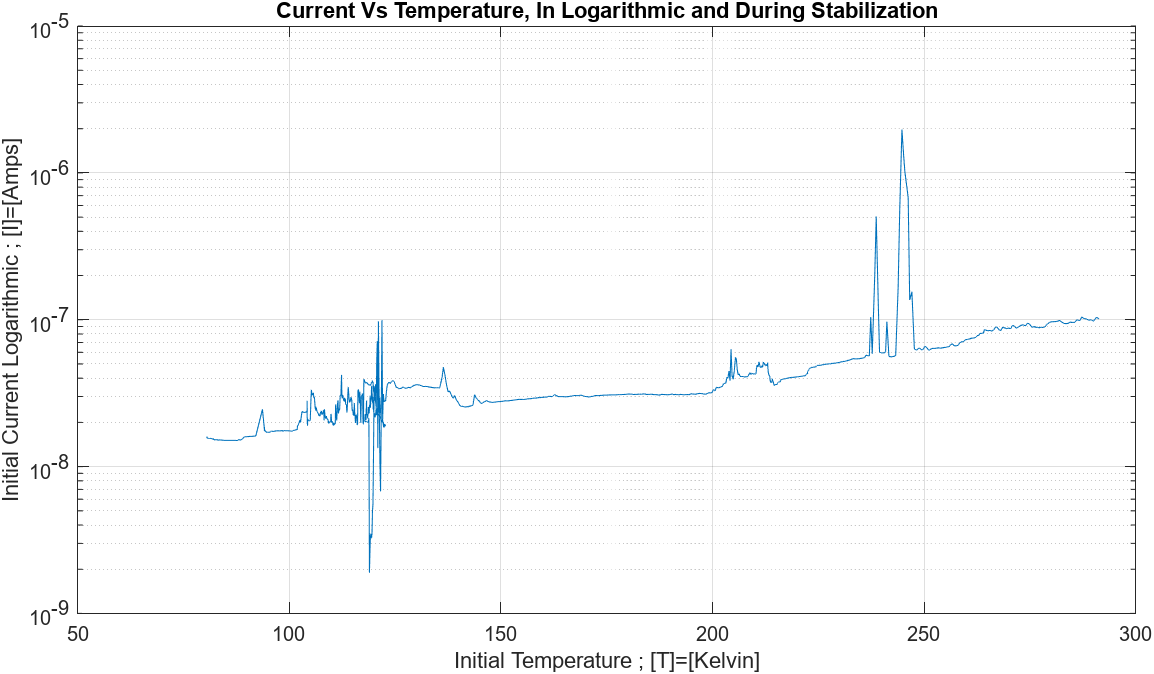 Current Vs Temperature, In Logarithmic and During Stabilization
10^-5
10^-6
10^-7
10^-8
10^-9
Initial Current Logarithmic ; [I]=[Amps]
50 100 150 200 250 300
Initial Temperature ; [T]=[Kelvin]